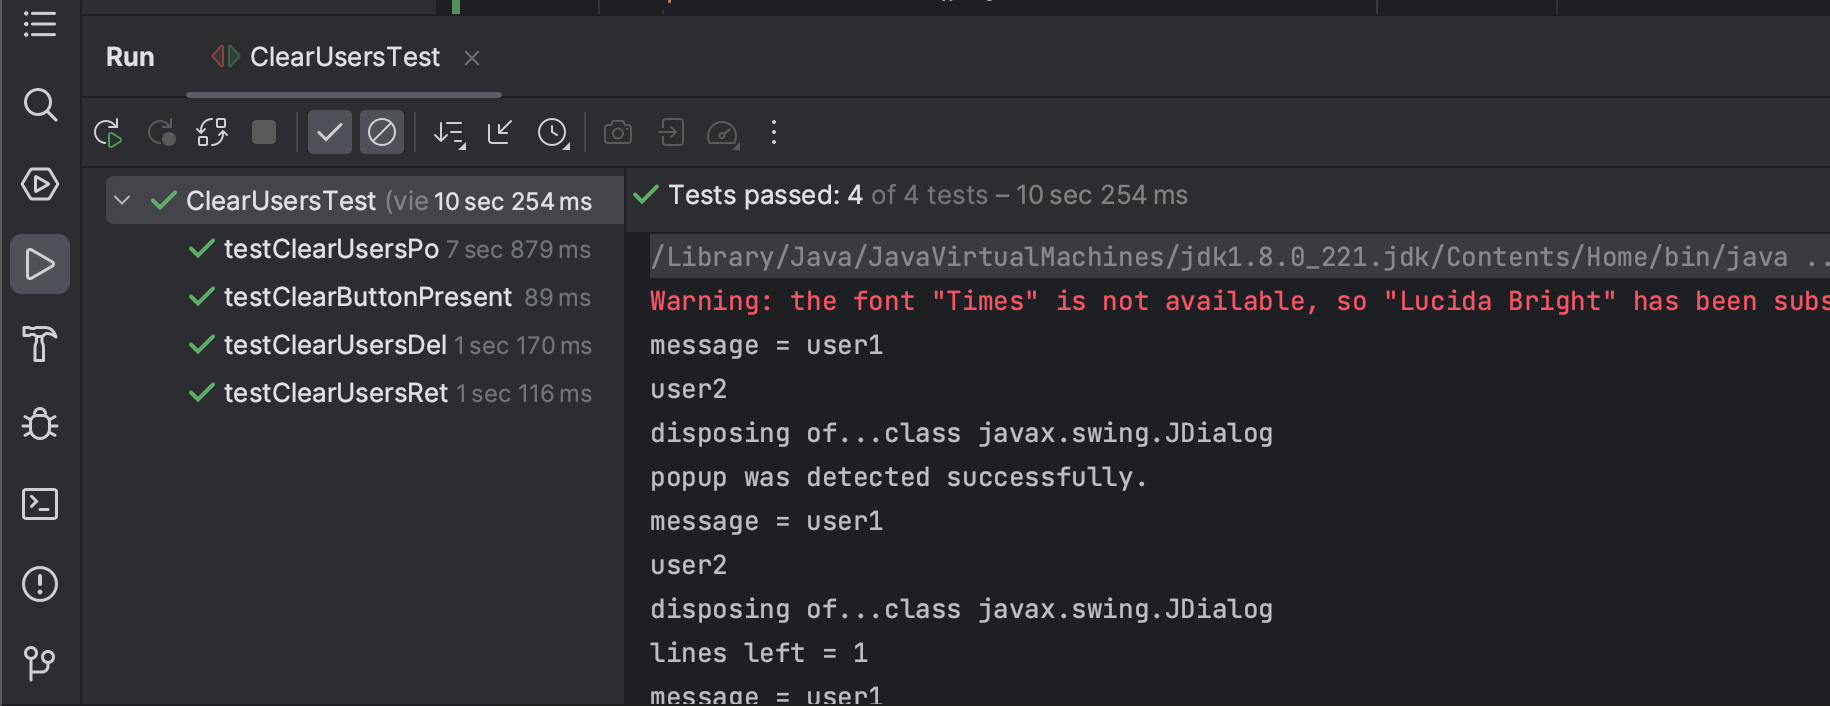 Run ClearUsersTest
ClearUsersTest (vie 10 sec 254 ms
testClearUsersPo 7 sec 879 ms
testClearButtonPresent 89 ms
testClearUsersDel 1 sec 170 ms
testClearUsersRet 1 sec 116 ms
Tests passed: 4 of 4 tests – 10 sec 254 ms
/Library/Java/JavaVirtualMachines/jdk1.8.0_221.jdk/Contents/Home/bin/java ..
Warning: the font "Times" is not available, so "Lucida Bright" has been subs
message = user1
user2
disposing of...class javax.swing.JDialog
popup was detected successfully.
message = user1
user2
disposing of...class javax.swing.JDialog
lines left = 1
message = user1